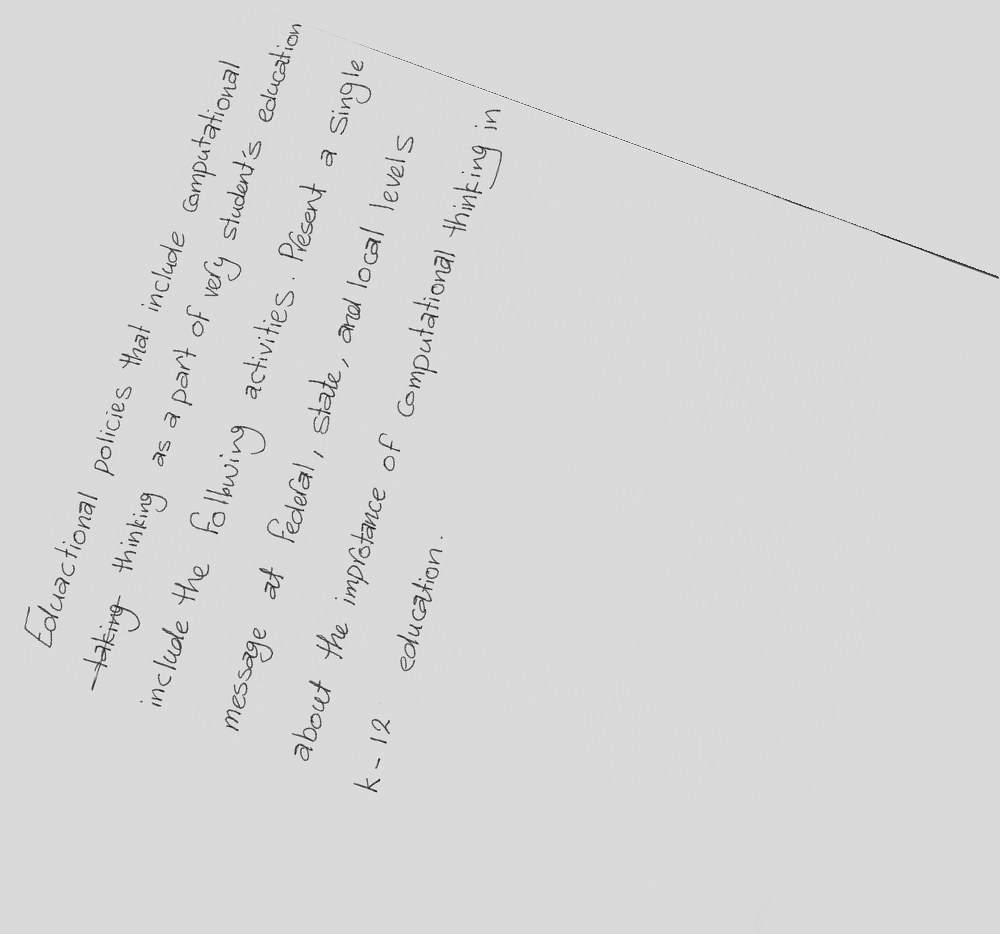 Eduactional policies that include computational
~~taking~~ thinking as a part of very student's education
include the following activities. Present a single
message at federal, state, and local levels
about the improtance of computational thinking in
k-12 education.